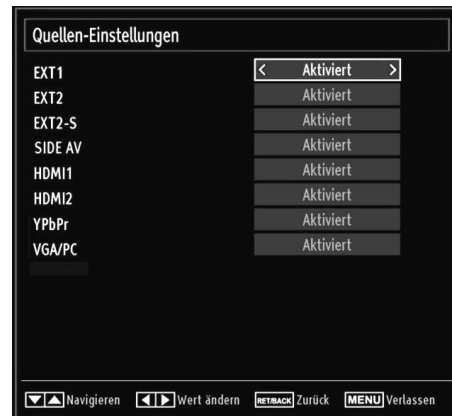 Quellen-Einstellungen
EXT1 < Aktiviert >
EXT2 Aktiviert
EXT2-S Aktiviert
SIDE AV Aktiviert
HDMI1 Aktiviert
HDMI2 Aktiviert
YPbPr Aktiviert
VGA/PC Aktiviert
Navigieren Wert ändern RET/BACK Zurück MENU Verlassen